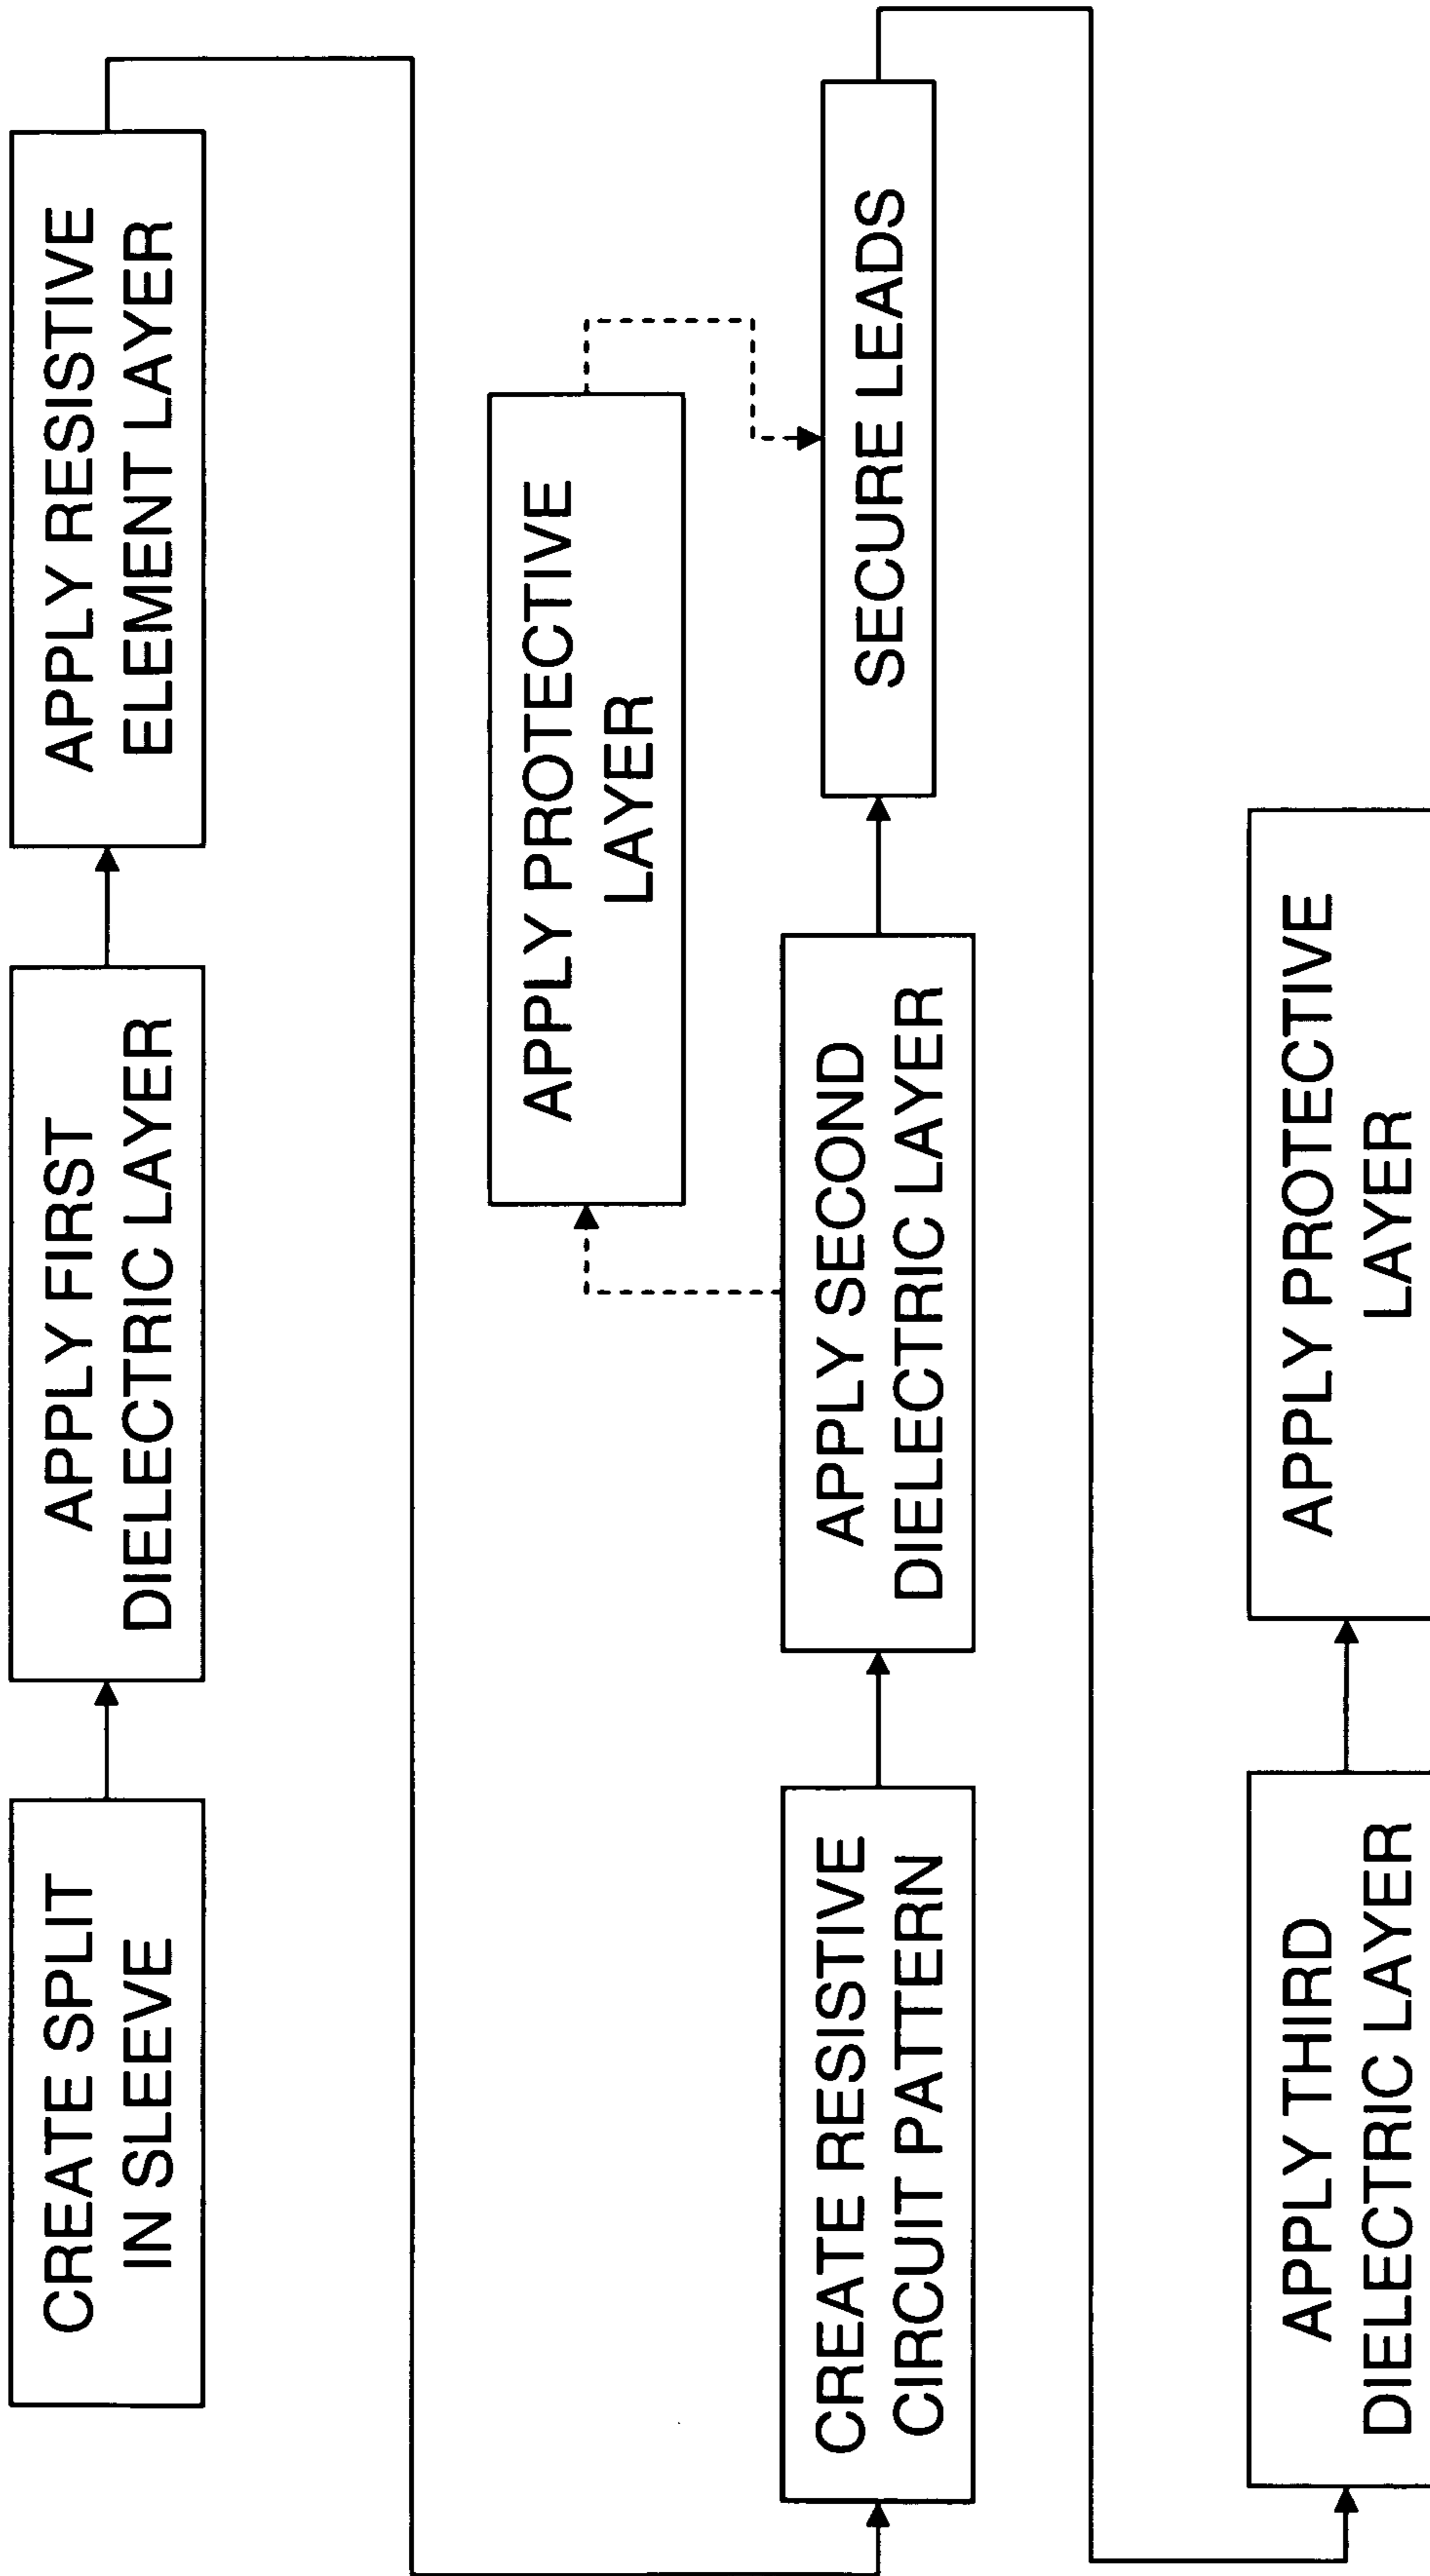 CREATE SPLIT
IN SLEEVE
APPLY FIRST
DIELECTRIC LAYER
APPLY RESISTIVE
ELEMENT LAYER
APPLY PROTECTIVE
LAYER
CREATE RESISTIVE
CIRCUIT PATTERN
APPLY SECOND
DIELECTRIC LAYER
SECURE LEADS
APPLY THIRD
DIELECTRIC LAYER
APPLY PROTECTIVE
LAYER